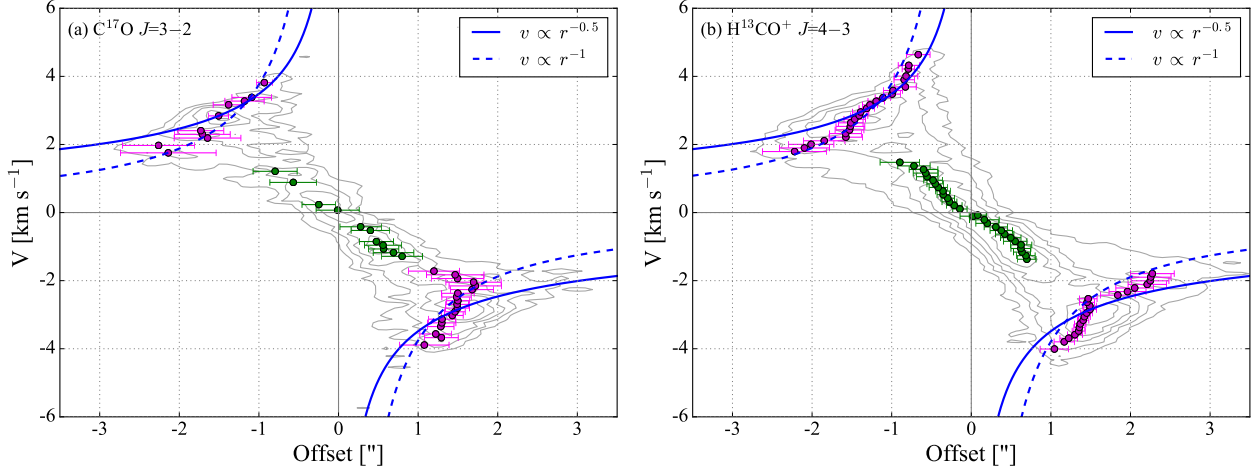 (a) C¹⁷O J=3−2
v ∝ r⁻⁰·⁵
v ∝ r⁻¹
6
4
2
0
-2
-4
-6
V [km s⁻¹]
-3 -2 -1 0 1 2 3
Offset ["]
(b) H¹³CO⁺ J=4−3
v ∝ r⁻⁰·⁵
v ∝ r⁻¹
6
4
2
0
-2
-4
-6
V [km s⁻¹]
-3 -2 -1 0 1 2 3
Offset ["]